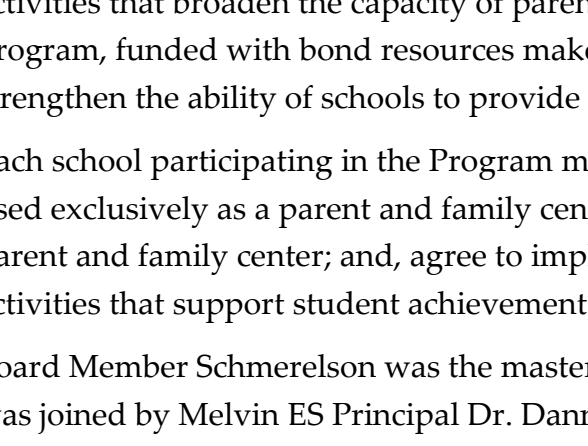 ctivities that broaden the capacity of paren
rogram, funded with bond resources make
rengthen the ability of schools to provide
ach school participating in the Program m
sed exclusively as a parent and family cen
arent and family center; and, agree to imp
ctivities that support student achievement
oard Member Schmerelson was the master
vas joined by Melvin ES Principal Dr. Dann